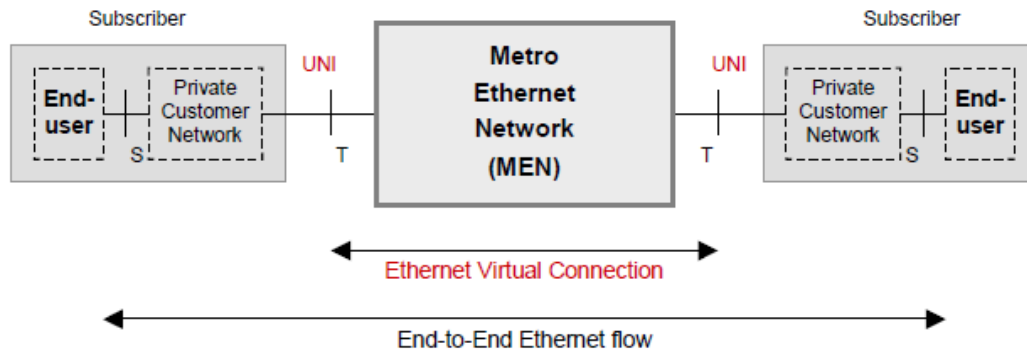 Subscriber
Subscriber
UNI
UNI
End-
user
S
Private
Customer
Network
T
Metro
Ethernet
Network
(MEN)
T
Private
Customer
Network
S
End-
user
Ethernet Virtual Connection
End-to-End Ethernet flow